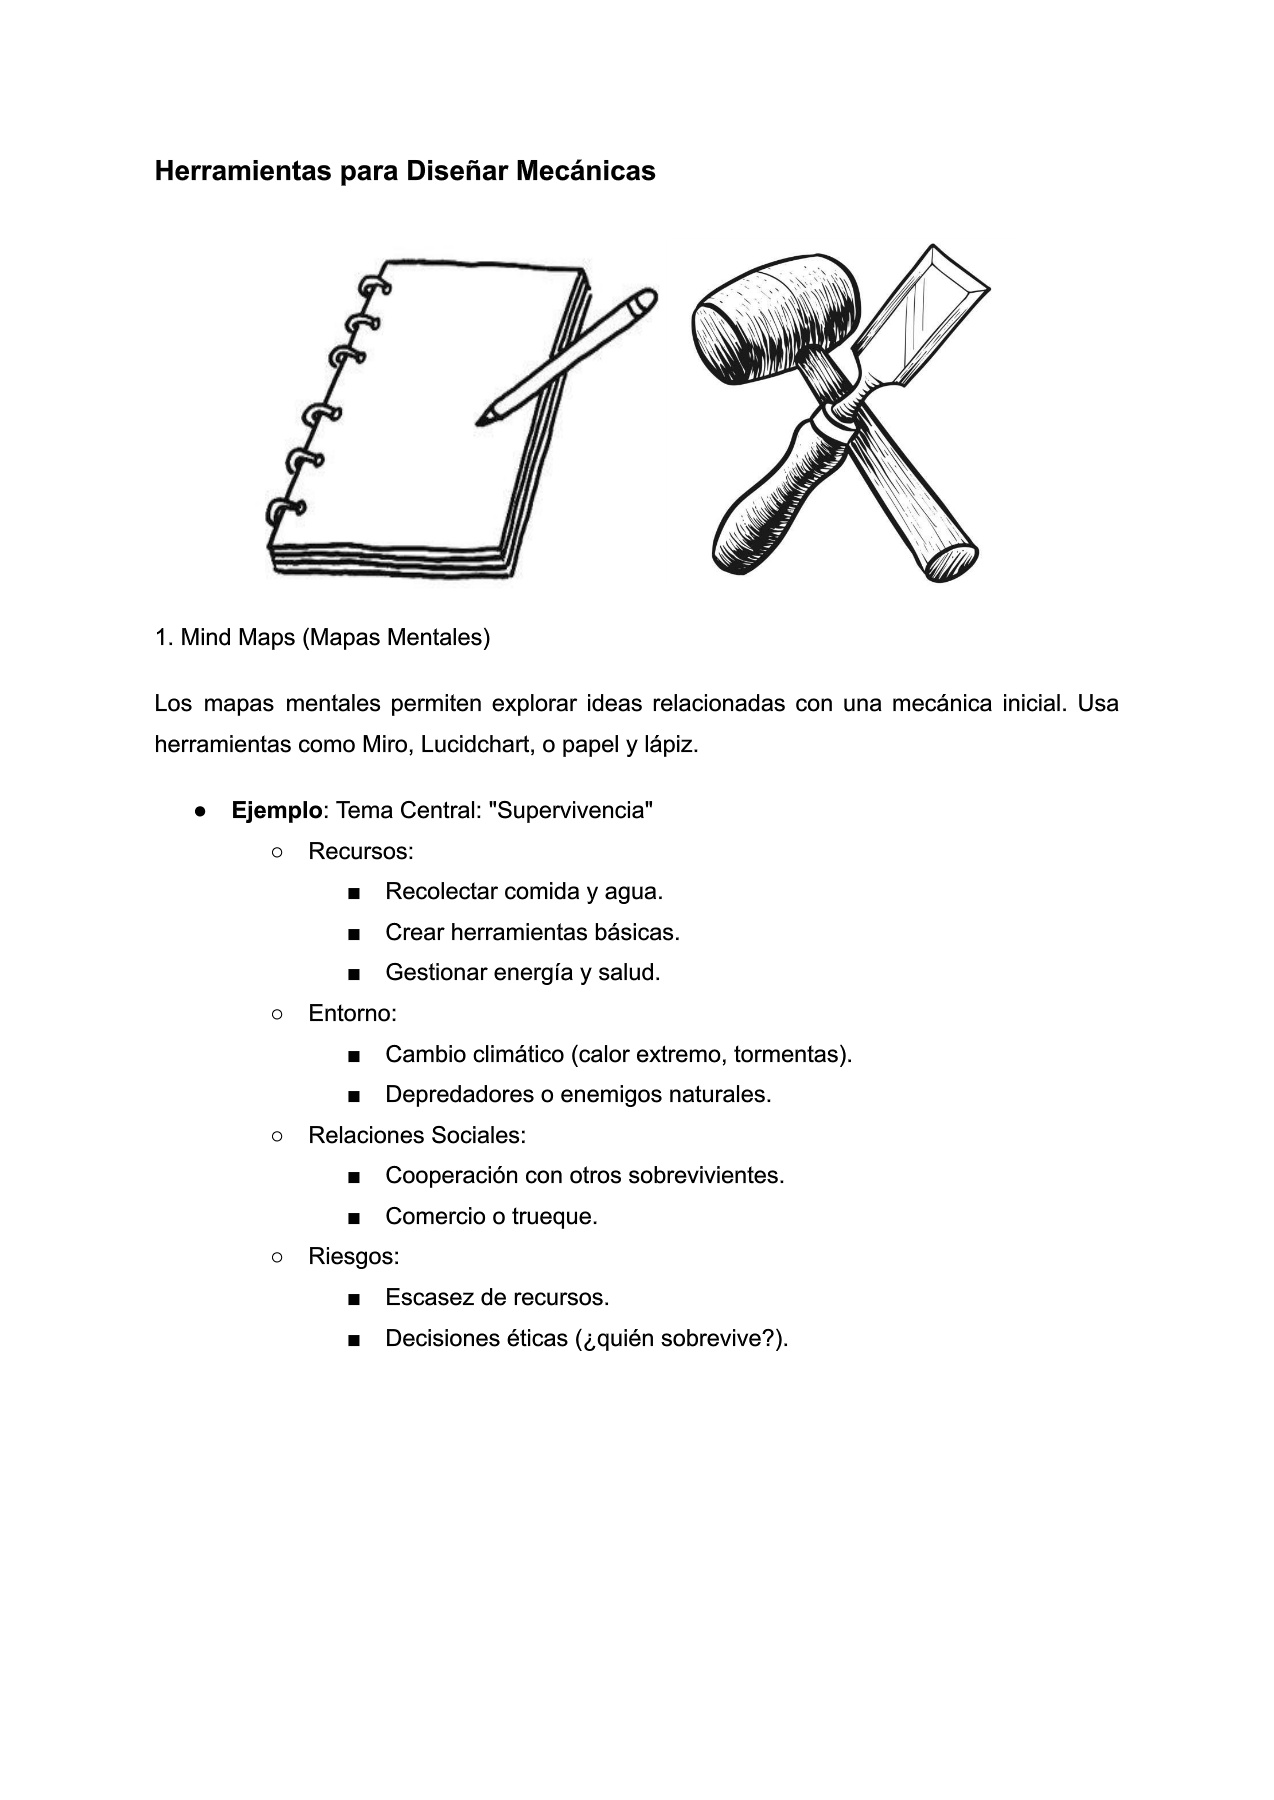 Herramientas para Diseñar Mecánicas
1. Mind Maps (Mapas Mentales)
Los mapas mentales permiten explorar ideas relacionadas con una mecánica inicial. Usa
herramientas como Miro, Lucidchart, o papel y lápiz.
● Ejemplo: Tema Central: "Supervivencia"
○ Recursos:
■ Recolectar comida y agua.
■ Crear herramientas básicas.
■ Gestionar energía y salud.
○ Entorno:
■ Cambio climático (calor extremo, tormentas).
■ Depredadores o enemigos naturales.
○ Relaciones Sociales:
■ Cooperación con otros sobrevivientes.
■ Comercio o trueque.
○ Riesgos:
■ Escasez de recursos.
■ Decisiones éticas (¿quién sobrevive?).